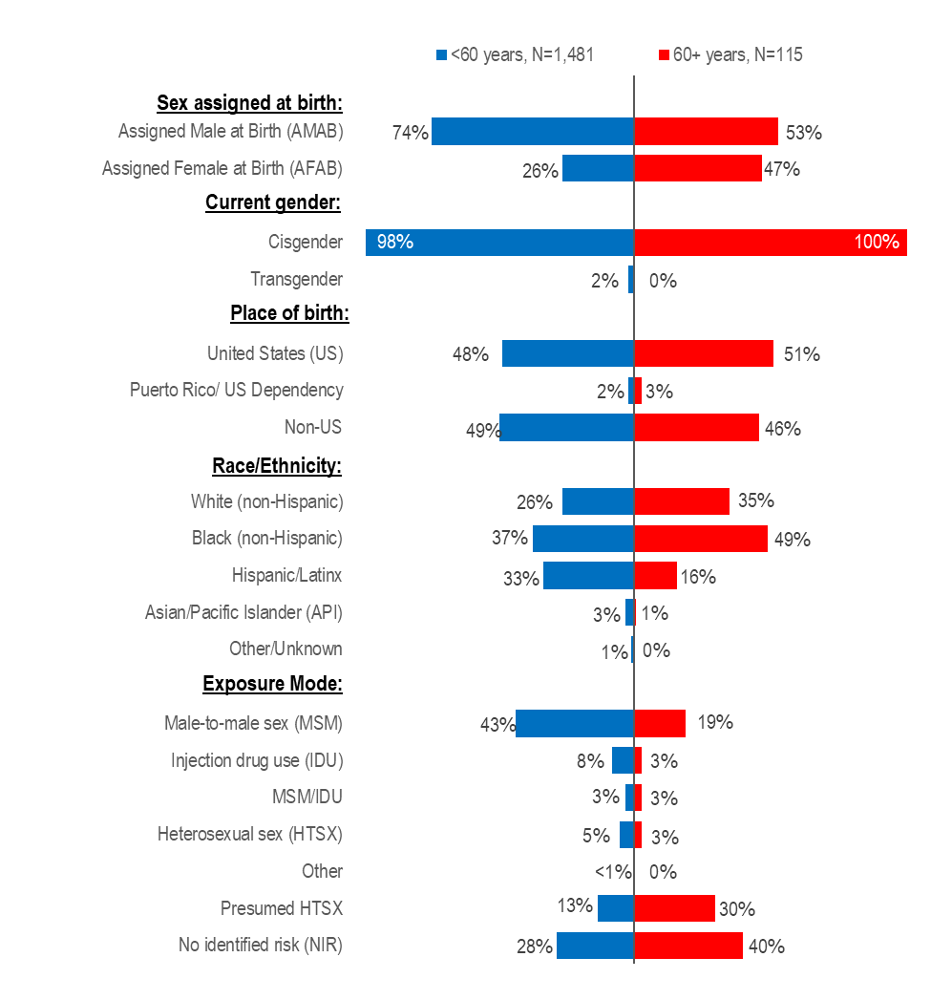 <60 years, N=1,481 60+ years, N=115
Sex assigned at birth:
Assigned Male at Birth (AMAB) 74% 53%
Assigned Female at Birth (AFAB) 26% 47%
Current gender:
Cisgender 98% 100%
Transgender 2% 0%
Place of birth:
United States (US) 48% 51%
Puerto Rico/ US Dependency 2% 3%
Non-US 49% 46%
Race/Ethnicity:
White (non-Hispanic) 26% 35%
Black (non-Hispanic) 37% 49%
Hispanic/Latinx 33% 16%
Asian/Pacific Islander (API) 3% 1%
Other/Unknown 1% 0%
Exposure Mode:
Male-to-male sex (MSM) 43% 19%
Injection drug use (IDU) 8% 3%
MSM/IDU 3% 3%
Heterosexual sex (HTSX) 5% 3%
Other <1% 0%
Presumed HTSX 13% 30%
No identified risk (NIR) 28% 40%